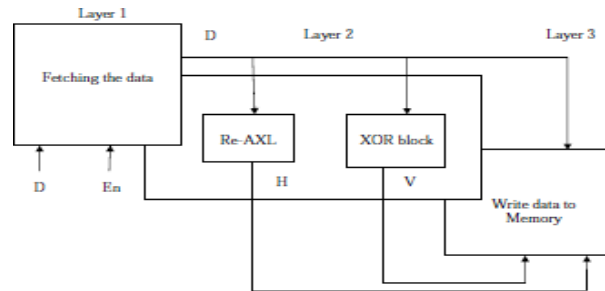 Layer 1
D
Layer 2
Layer 3
Fetching the data
Re-AXL
XOR block
D
En
H
V
Write data to
Memory